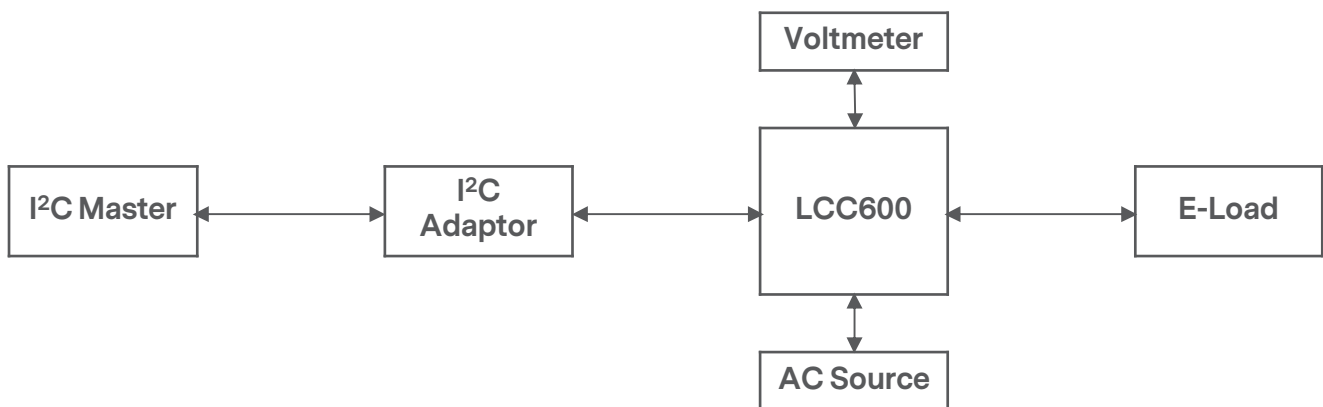 Voltmeter
I²C Master
I²C
Adaptor
LCC600
E-Load
AC Source